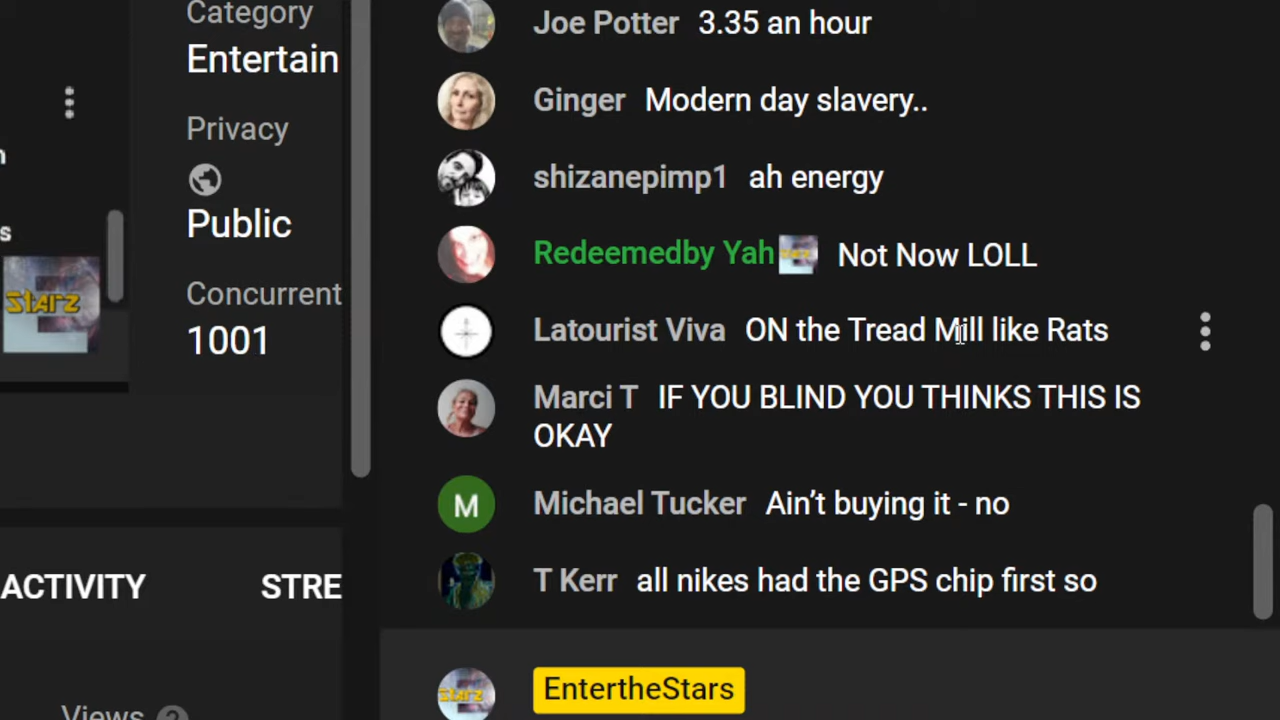 Category
Entertain
Privacy
Public
Concurrent
1001
ACTIVITY STRE
Views
Joe Potter 3.35 an hour
Ginger Modern day slavery..
shizanepimp1 ah energy
Redeemedby Yah Not Now LOLL
Latourist Viva ON the Tread Mill like Rats
Marci T IF YOU BLIND YOU THINKS THIS IS
OKAY
Michael Tucker Ain’t buying it - no
M
T Kerr all nikes had the GPS chip first so
EntertheStars
Starz